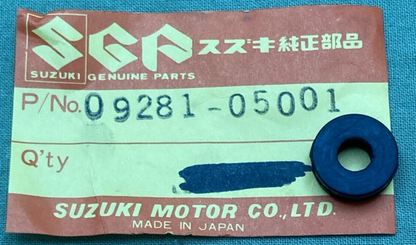 SGP スズキ純正部品
SUZUKI GENUINE PARTS
P/No. 09281-05001
Q'ty
SUZUKI MOTOR CO.,LTD.
MADE IN JAPAN